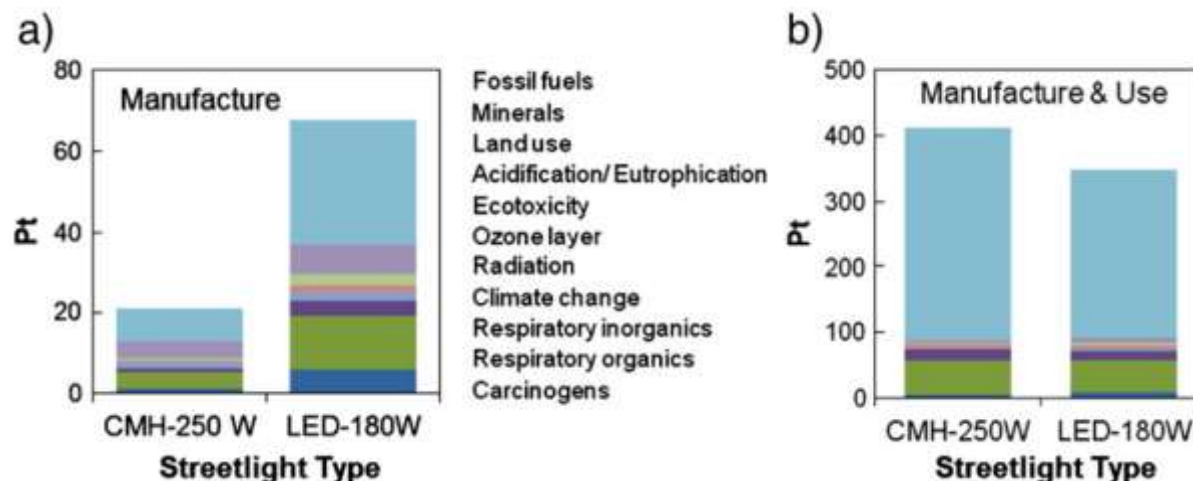 a)
80
60
40
20
0
Pt
Manufacture
CMH-250 W
LED-180W
Streetlight Type
Fossil fuels
Minerals
Land use
Acidification/ Eutrophication
Ecotoxicity
Ozone layer
Radiation
Climate change
Respiratory inorganics
Respiratory organics
Carcinogens
b)
500
400
300
200
100
0
Pt
Manufacture & Use
CMH-250W
LED-180W
Streetlight Type